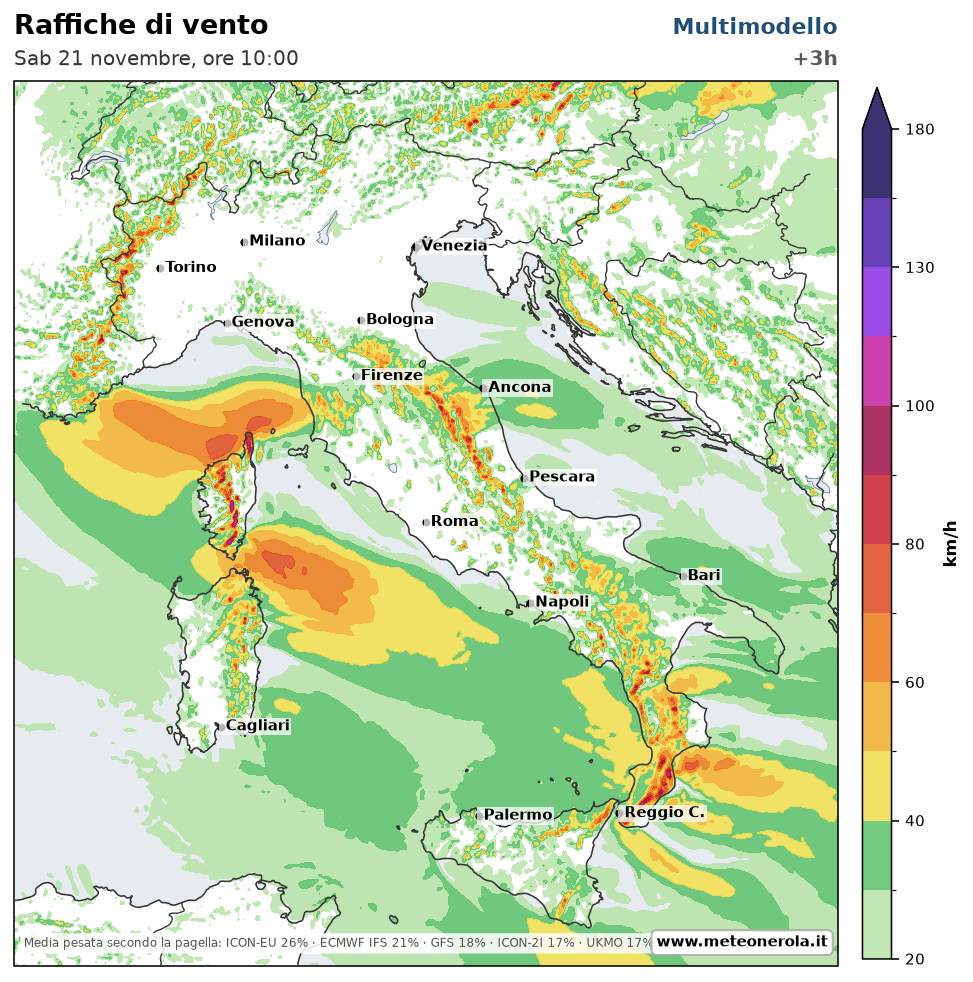 Raffiche di vento
Multimodello
Sab 21 novembre, ore 10:00
+3h
180
130
100
80
60
40
20
km/h
Milano
Venezia
Torino
Genova
Bologna
Firenze
Ancona
Pescara
Roma
Bari
Napoli
Cagliari
Palermo
Reggio C.
Media pesata secondo la pagella: ICON-EU 26% · ECMWF IFS 21% · GFS 18% · ICON-2I 17% · UKMO 17%
www.meteonerola.it